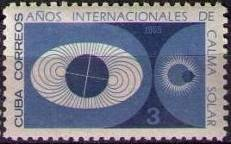 CUBA CORREOS
AÑOS INTERNACIONALES DE CALMA SOLAR
1965
3